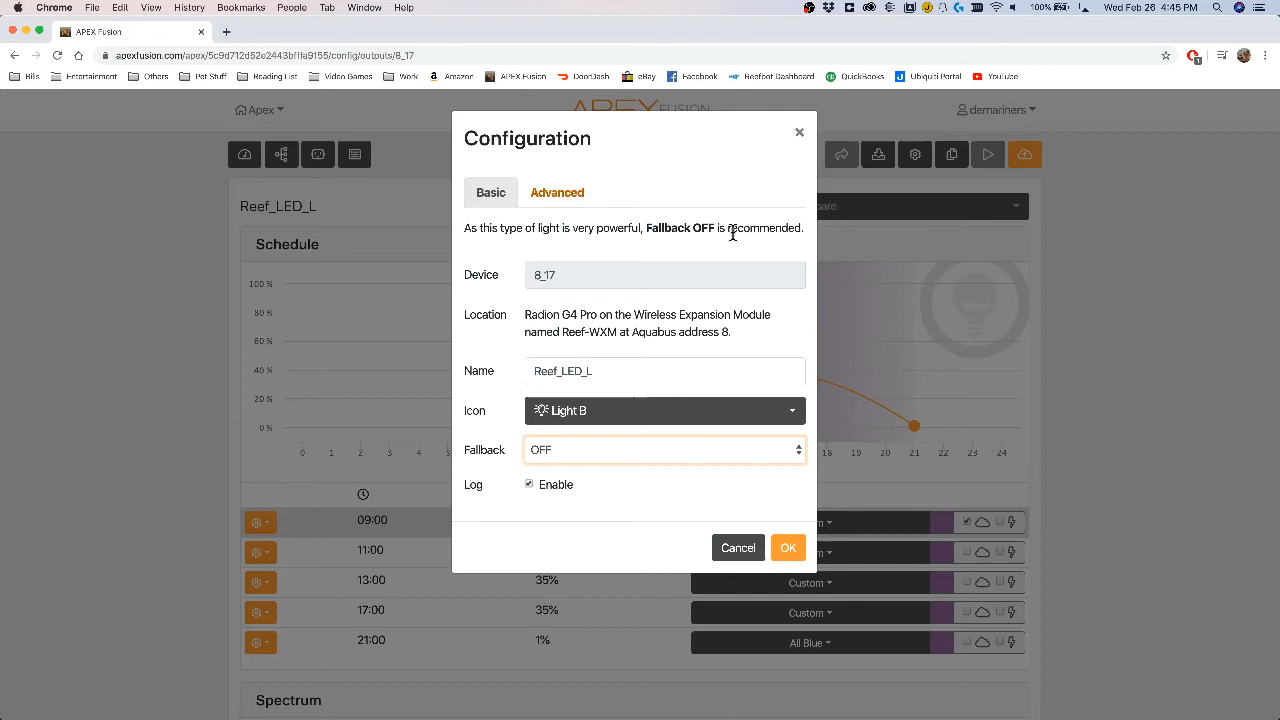 Chrome File Edit View History Bookmarks People Tab Window Help 100% Wed Feb 26 4:45 PM
APEX Fusion
apexfusion.com/apex/5c9d712d52e2443bf1fa9155/config/outputs/8_17
Bills Entertainment Others Pet Stuff Reading List Video Games Work Amazon APEX Fusion DoorDash eBay Facebook Reefbot Dashboard QuickBooks Ubiquiti Portal YouTube
Apex APEX FUSION demariners
Configuration
Reef_LED_L
Basic Advanced
Schedule
As this type of light is very powerful, Fallback OFF is recommended.
Device 8_17
Location Radion G4 Pro on the Wireless Expansion Module
named Reef-WXM at Aquabus address 8.
Name Reef_LED_L
Icon Light B
Fallback OFF
Log Enable
Cancel OK
100 %
80 %
60 %
40 %
20 %
0 %
0 1 2 3 4 5 18 19 20 21 22 23 24
09:00
11:00
13:00 35% Custom
17:00 35% Custom
21:00 1% All Blue
Spectrum